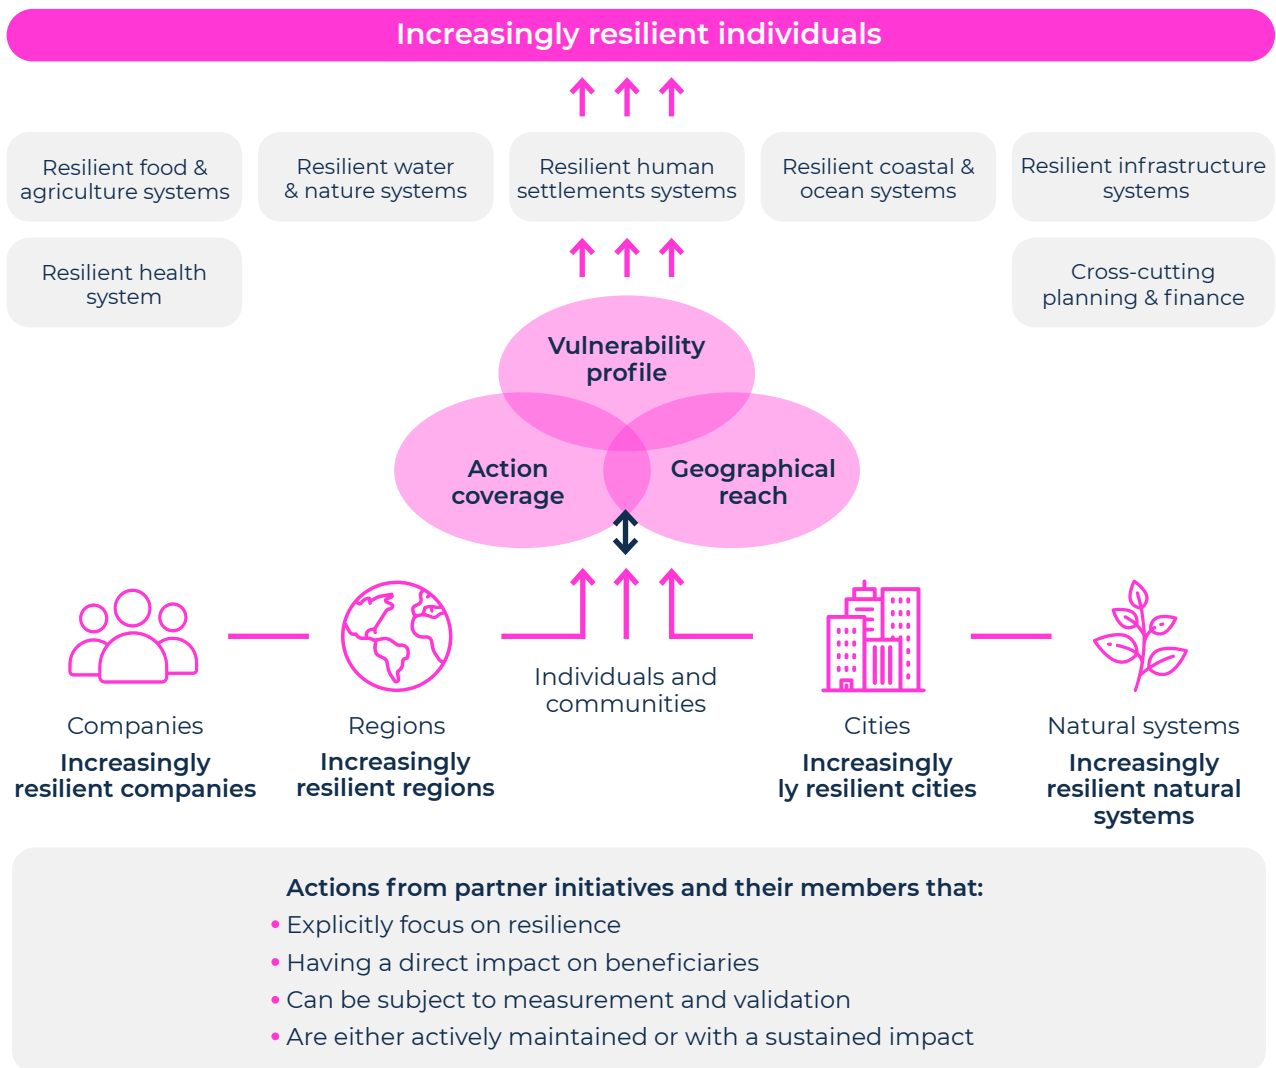 Increasingly resilient individuals
Resilient food &
agriculture systems
Resilient water
& nature systems
Resilient human
settlements systems
Resilient coastal &
ocean systems
Resilient infrastructure
systems
Resilient health
system
Cross-cutting
planning & finance
Vulnerability
profile
Action
coverage
Geographical
reach
Companies
Increasingly
resilient companies
Regions
Increasingly
resilient regions
Individuals and
communities
Cities
Increasingly
ly resilient cities
Natural systems
Increasingly
resilient natural
systems
Actions from partner initiatives and their members that:
• Explicitly focus on resilience
• Having a direct impact on beneficiaries
• Can be subject to measurement and validation
• Are either actively maintained or with a sustained impact